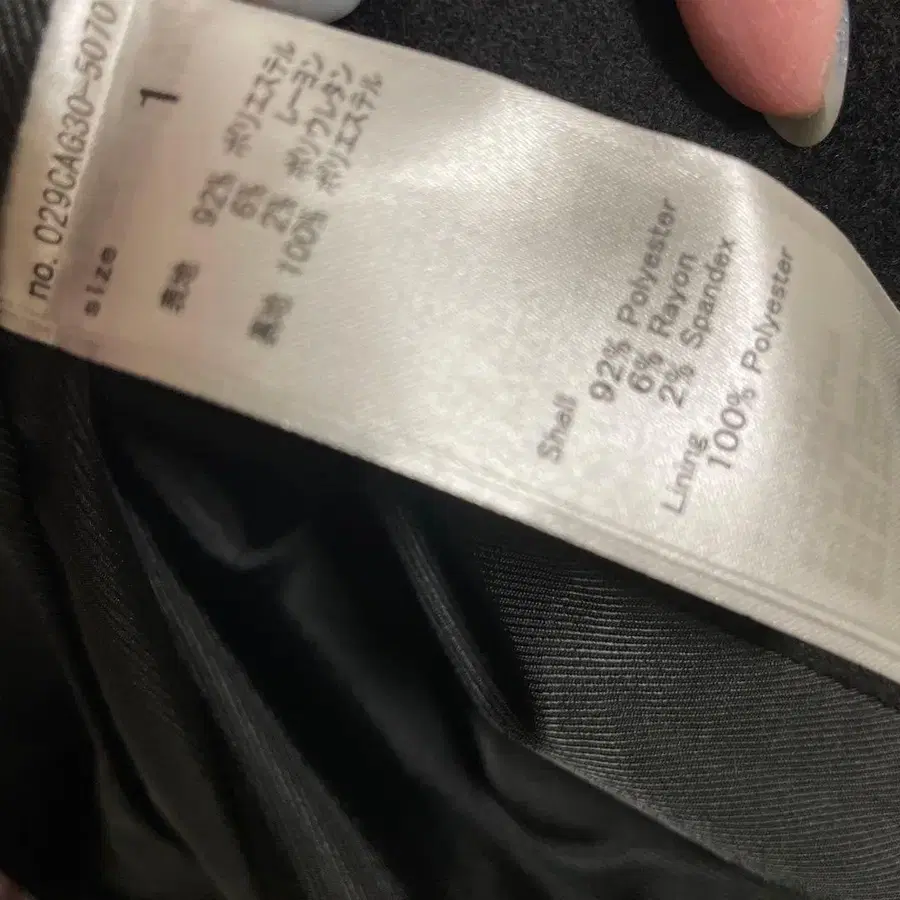 no. 029CAG30-5070
size 1
表地
92% ポリエステル
6% レーヨン
2% ポリウレタン
裏地
100% ポリエステル
Shell
92% Polyester
6% Rayon
2% Spandex
Lining
100% Polyester